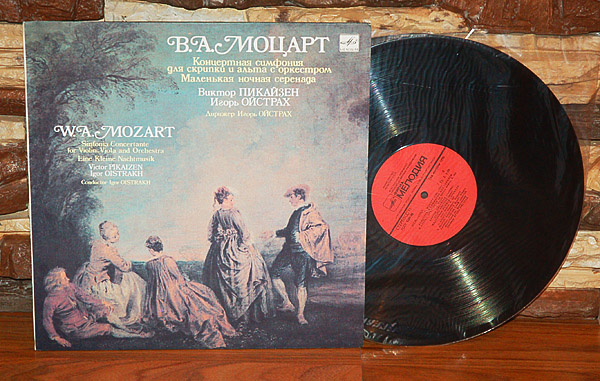 В.А. МОЦАРТ
Концертная симфония
для скрипки и альта с оркестром
Маленькая ночная серенада
Виктор ПИКАЙЗЕН
Игорь ОЙСТРАХ
Дирижер Игорь ОЙСТРАХ
W.A. MOZART
Sinfonia Concertante
for Violin, Viola and Orchestra
Eine Kleine Nachtmusik
Victor PIKAIZEN
Igor OISTRAKH
Conductor Igor OISTRAKH
МЕЛОДИЯ